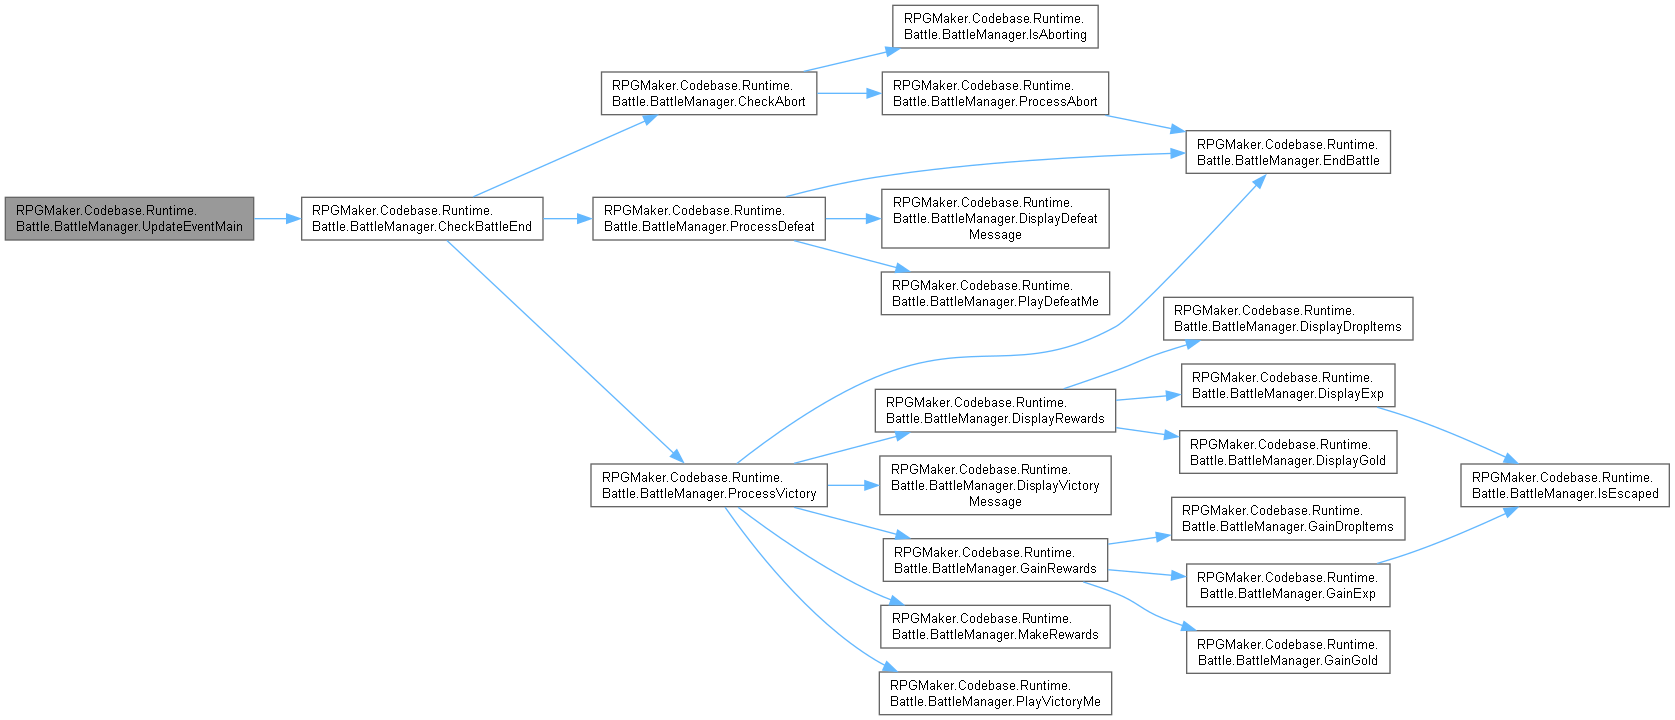 RPGMaker.Codebase.Runtime.
Battle.BattleManager.UpdateEventMain
RPGMaker.Codebase.Runtime.
Battle.BattleManager.CheckBattleEnd
RPGMaker.Codebase.Runtime.
Battle.BattleManager.CheckAbort
RPGMaker.Codebase.Runtime.
Battle.BattleManager.IsAborting
RPGMaker.Codebase.Runtime.
Battle.BattleManager.ProcessAbort
RPGMaker.Codebase.Runtime.
Battle.BattleManager.EndBattle
RPGMaker.Codebase.Runtime.
Battle.BattleManager.ProcessDefeat
RPGMaker.Codebase.Runtime.
Battle.BattleManager.DisplayDefeat
Message
RPGMaker.Codebase.Runtime.
Battle.BattleManager.PlayDefeatMe
RPGMaker.Codebase.Runtime.
Battle.BattleManager.ProcessVictory
RPGMaker.Codebase.Runtime.
Battle.BattleManager.DisplayRewards
RPGMaker.Codebase.Runtime.
Battle.BattleManager.DisplayDropItems
RPGMaker.Codebase.Runtime.
Battle.BattleManager.DisplayExp
RPGMaker.Codebase.Runtime.
Battle.BattleManager.DisplayGold
RPGMaker.Codebase.Runtime.
Battle.BattleManager.IsEscaped
RPGMaker.Codebase.Runtime.
Battle.BattleManager.DisplayVictory
Message
RPGMaker.Codebase.Runtime.
Battle.BattleManager.GainRewards
RPGMaker.Codebase.Runtime.
Battle.BattleManager.GainDropItems
RPGMaker.Codebase.Runtime.
Battle.BattleManager.GainExp
RPGMaker.Codebase.Runtime.
Battle.BattleManager.GainGold
RPGMaker.Codebase.Runtime.
Battle.BattleManager.MakeRewards
RPGMaker.Codebase.Runtime.
Battle.BattleManager.PlayVictoryMe